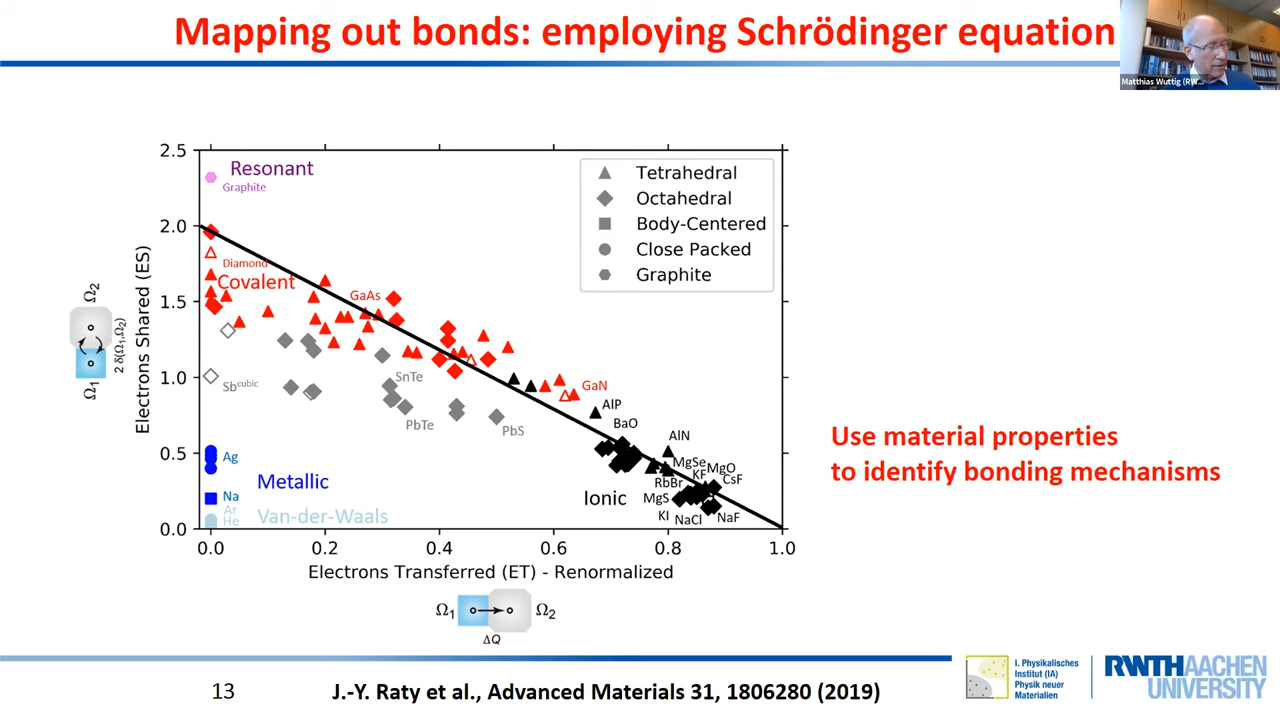 Mapping out bonds: employing Schrödinger equation
Matthias Wuttig (RW...
2.5
2.0
1.5
1.0
0.5
0.0
Electrons Shared (ES)
2 δ(Ω₁,Ω₂)
Ω₂
Ω₁
Resonant
Graphite
Diamond
Covalent
GaAs
Sbcubic
SnTe
PbTe
PbS
GaN
AlP
BaO
AlN
MgSe
MgO
KF
CsF
RbBr
MgS
KI
NaCl
NaF
Ionic
Ag
Metallic
Na
Ar
He
Van-der-Waals
Tetrahedral
Octahedral
Body-Centered
Close Packed
Graphite
0.0 0.2 0.4 0.6 0.8 1.0
Electrons Transferred (ET) - Renormalized
Ω₁ Ω₂
ΔQ
Use material properties
to identify bonding mechanisms
13
J.-Y. Raty et al., Advanced Materials 31, 1806280 (2019)
I. Physikalisches
Institut (IA)
Physik neuer
Materialien
RWTHAACHEN
UNIVERSITY